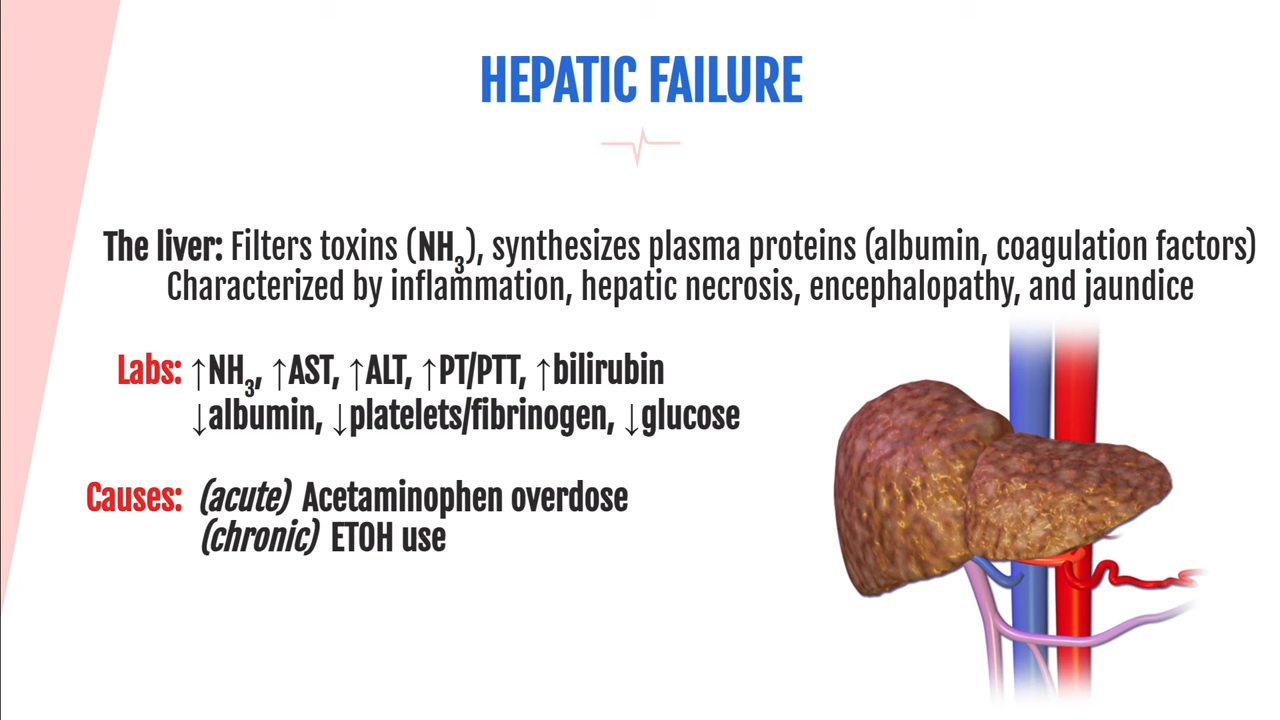 HEPATIC FAILURE
The liver: Filters toxins (NH3), synthesizes plasma proteins (albumin, coagulation factors)
Characterized by inflammation, hepatic necrosis, encephalopathy, and jaundice
Labs: ↑NH3, ↑AST, ↑ALT, ↑PT/PTT, ↑bilirubin
↓albumin, ↓platelets/fibrinogen, ↓glucose
Causes: (acute) Acetaminophen overdose
(chronic) ETOH use